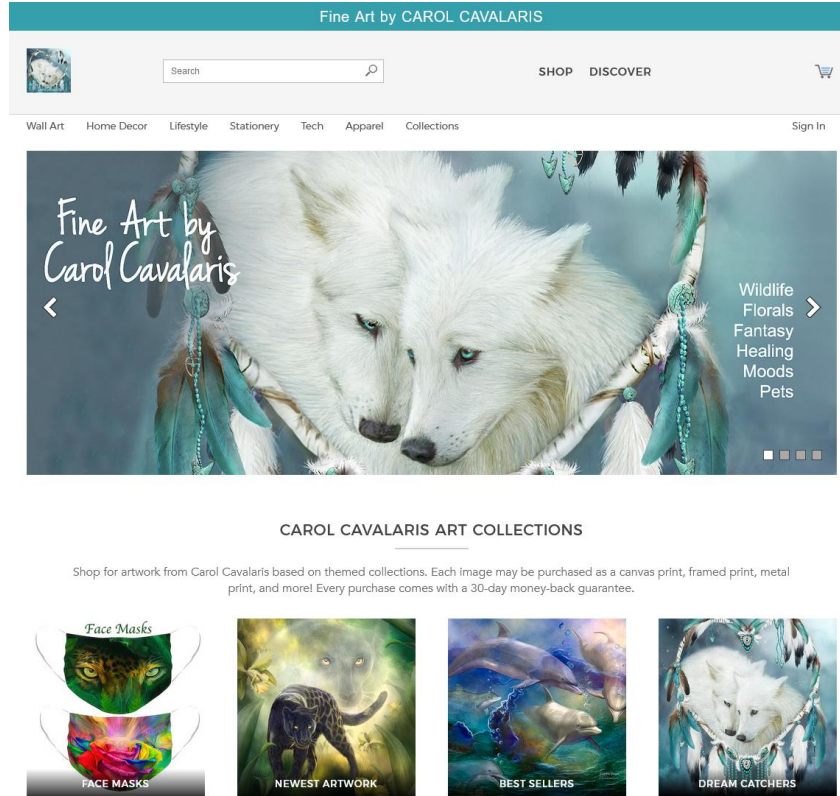 Fine Art by CAROL CAVALARIS
Search
SHOP DISCOVER
Wall Art Home Decor Lifestyle Stationery Tech Apparel Collections Sign In
Fine Art by
Carol Cavalaris
Wildlife
Florals
Fantasy
Healing
Moods
Pets
CAROL CAVALARIS ART COLLECTIONS
Shop for artwork from Carol Cavalaris based on themed collections. Each image may be purchased as a canvas print, framed print, metal
print, and more! Every purchase comes with a 30-day money-back guarantee.
Face Masks
FACE MASKS
NEWEST ARTWORK
BEST SELLERS
DREAM CATCHERS